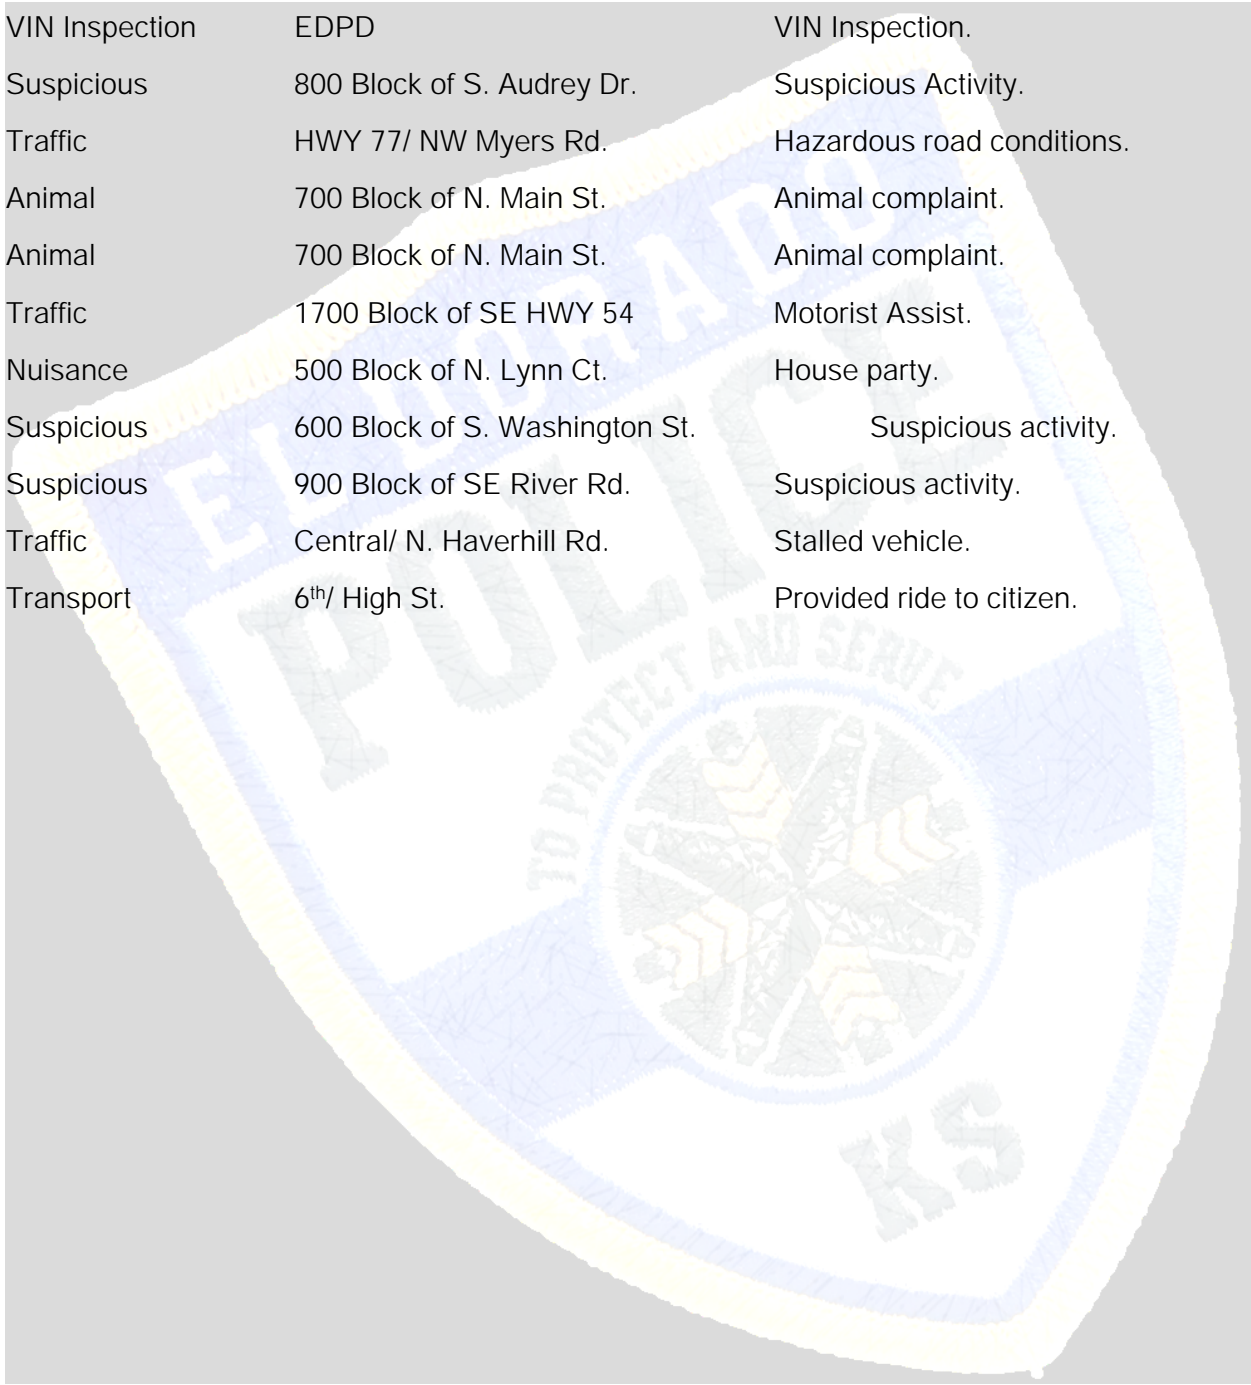 VIN Inspection EDPD VIN Inspection.
Suspicious 800 Block of S. Audrey Dr. Suspicious Activity.
Traffic HWY 77/ NW Myers Rd. Hazardous road conditions.
Animal 700 Block of N. Main St. Animal complaint.
Animal 700 Block of N. Main St. Animal complaint.
Traffic 1700 Block of SE HWY 54 Motorist Assist.
Nuisance 500 Block of N. Lynn Ct. House party.
Suspicious 600 Block of S. Washington St. Suspicious activity.
Suspicious 900 Block of SE River Rd. Suspicious activity.
Traffic Central/ N. Haverhill Rd. Stalled vehicle.
Transport 6th/ High St. Provided ride to citizen.
EL DORADO
POLICE
TO PROTECT AND SERVE
KS